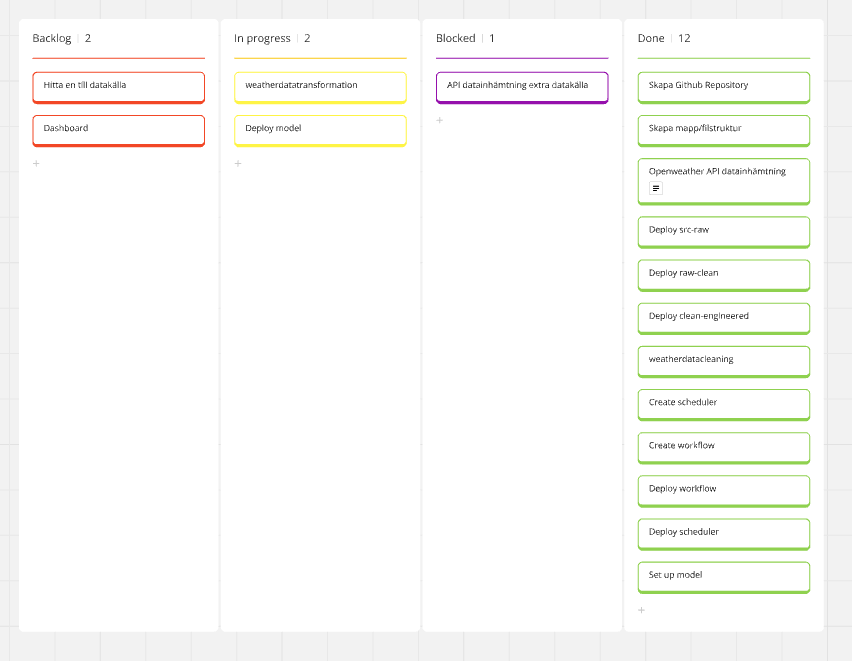 Backlog | 2
Hitta en till datakälla
Dashboard
+
In progress | 2
weatherdatatransformation
Deploy model
+
Blocked | 1
API datainhämtning extra datakälla
+
Done | 12
Skapa Github Repository
Skapa mapp/filstruktur
Openweather API datainhämtning
Deploy src-raw
Deploy raw-clean
Deploy clean-engineered
weatherdatacleaning
Create scheduler
Create workflow
Deploy workflow
Deploy scheduler
Set up model
+